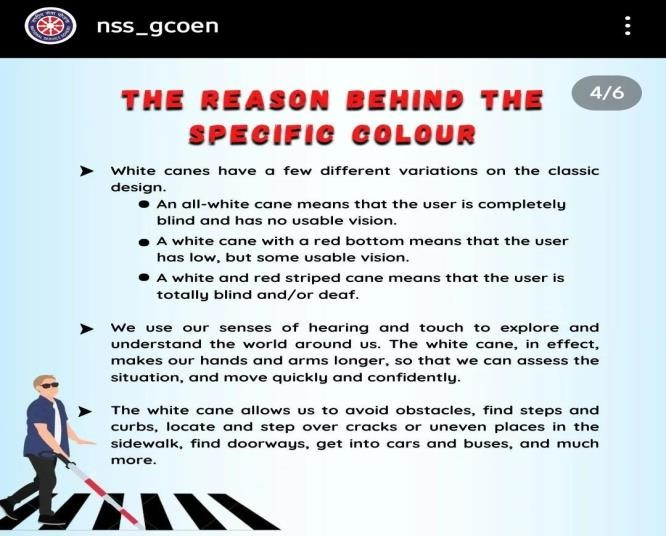 nss_gcoen
4/6
THE REASON BEHIND THE
SPECIFIC COLOUR
White canes have a few different variations on the classic
design.
An all-white cane means that the user is completely
blind and has no usable vision.
A white cane with a red bottom means that the user
has low, but some usable vision.
A white and red striped cane means that the user is
totally blind and/or deaf.
We use our senses of hearing and touch to explore and
understand the world around us. The white cane, in effect,
makes our hands and arms longer, so that we can assess the
situation, and move quickly and confidently.
The white cane allows us to avoid obstacles, find steps and
curbs, locate and step over cracks or uneven places in the
sidewalk, find doorways, get into cars and buses, and much
more.